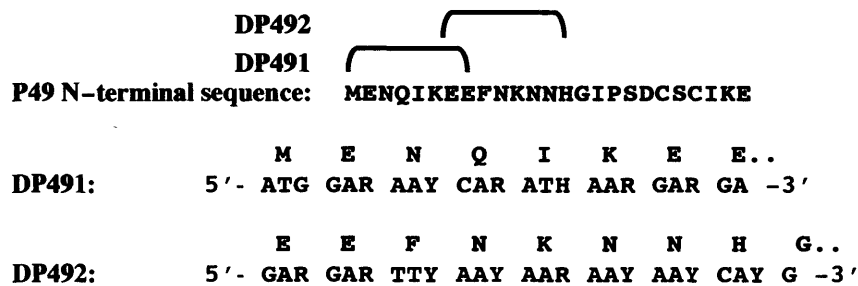 DP492
DP491
P49 N-terminal sequence: MENQIKEEFNKNNHGIPSDCSCIKE
M E N Q I K E E..
DP491: 5'- ATG GAR AAY CAR ATH AAR GAR GA -3'
E E F N K N N H G..
DP492: 5'- GAR GAR TTY AAY AAR AAY AAY CAY G -3'